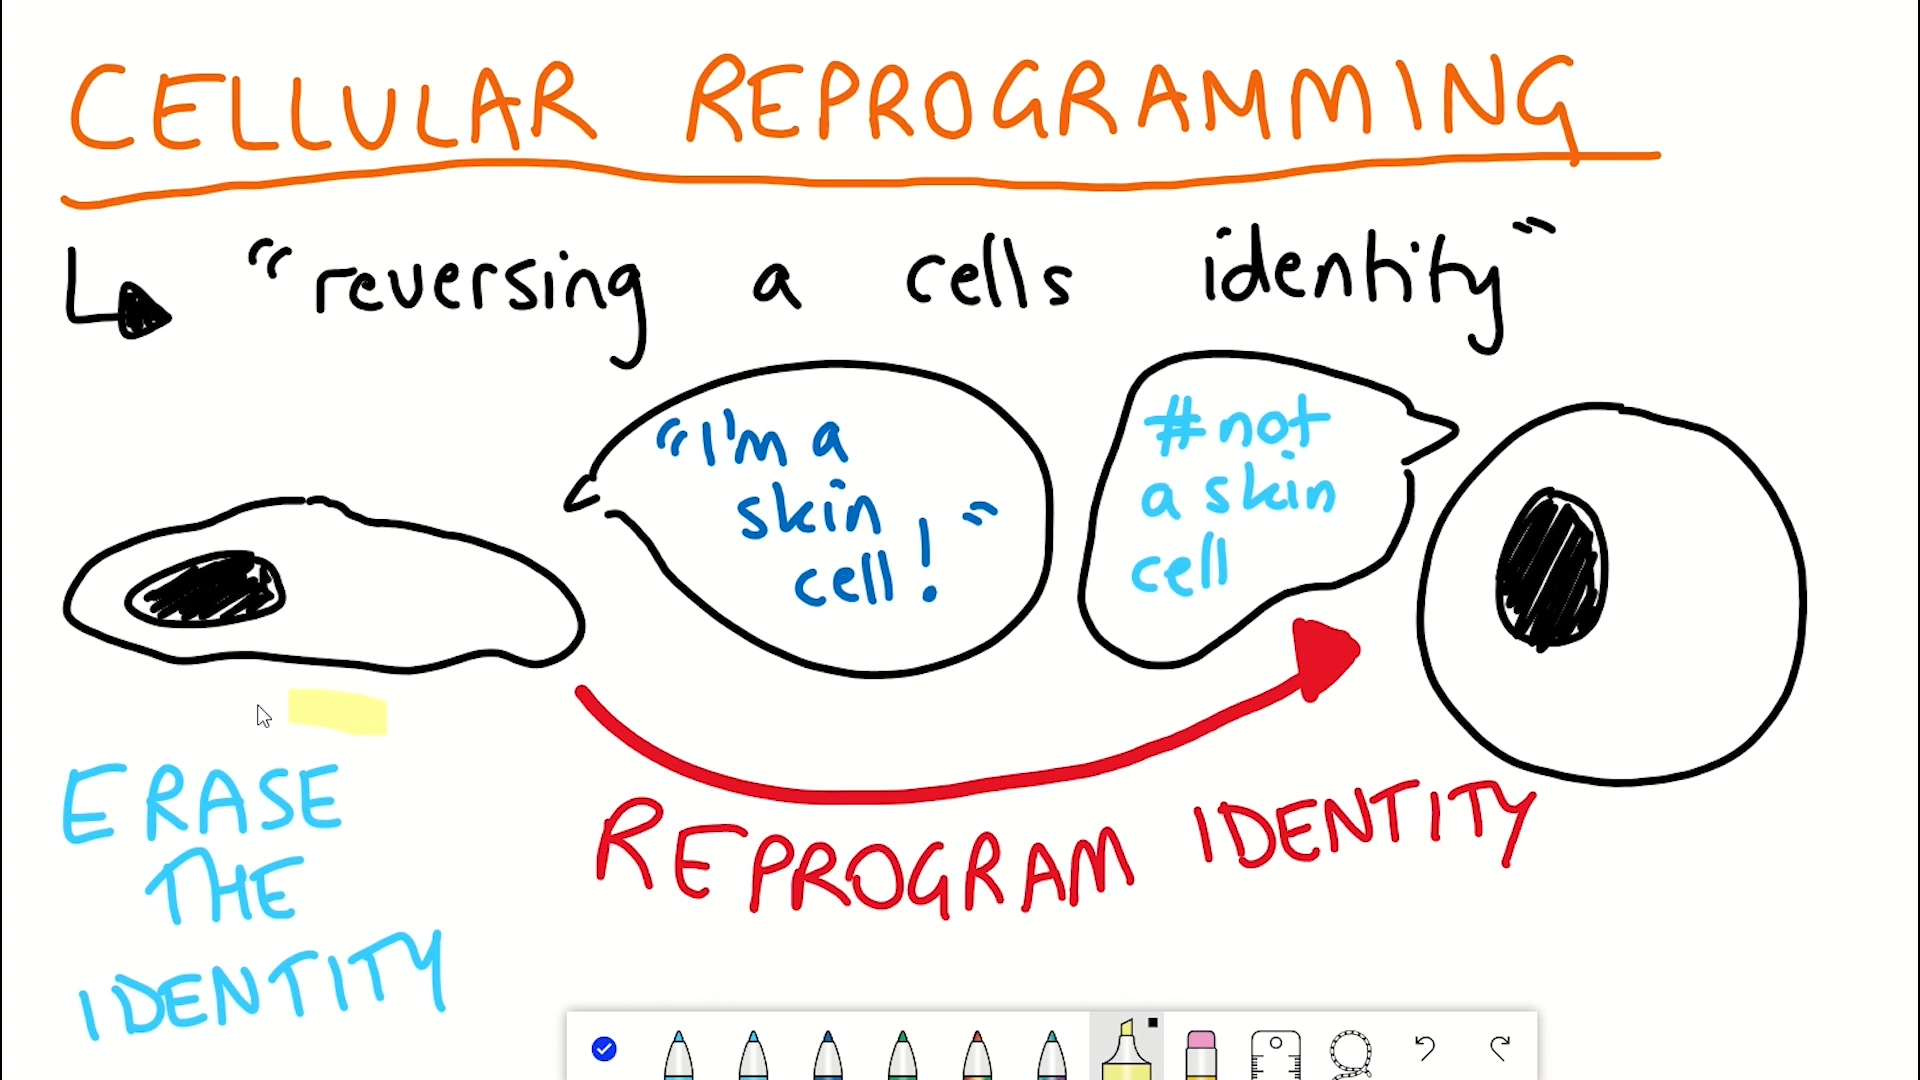 CELLULAR REPROGRAMMING
"reversing a cells identity"
"I'm a
skin
cell!"
#not
a skin
cell
ERASE
THE
IDENTITY
REPROGRAM IDENTITY